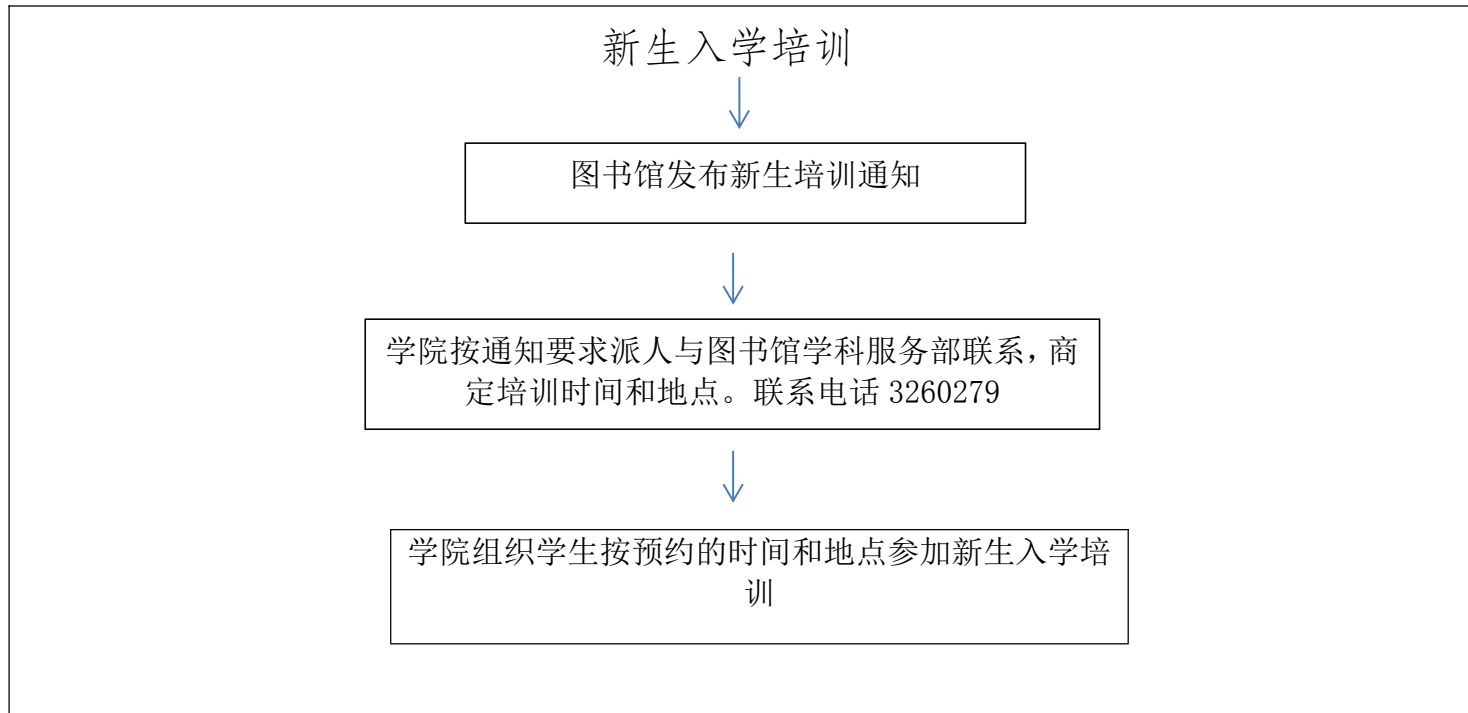 新生入学培训
图书馆发布新生培训通知
学院按通知要求派人与图书馆学科服务部联系，商
定培训时间和地点。联系电话 3260279
学院组织学生按预约的时间和地点参加新生入学培
训